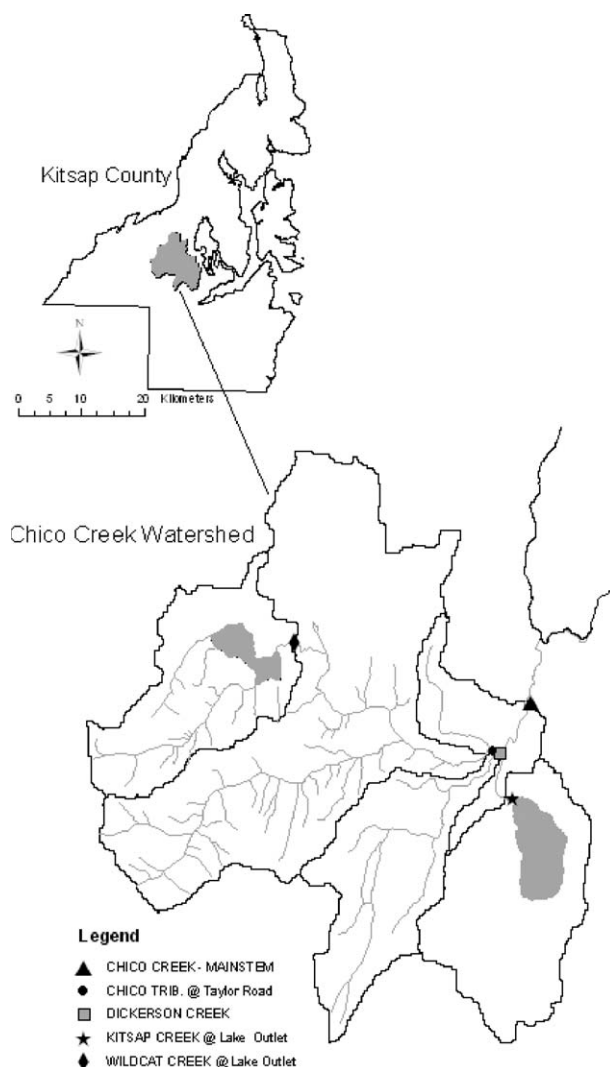 Kitsap County
N
0 5 10 20 Kilometers
Chico Creek Watershed
Legend
CHICO CREEK- MAINSTEM
CHICO TRIB. @ Taylor Road
DICKERSON CREEK
KITSAP CREEK @ Lake Outlet
WILDCAT CREEK @ Lake Outlet